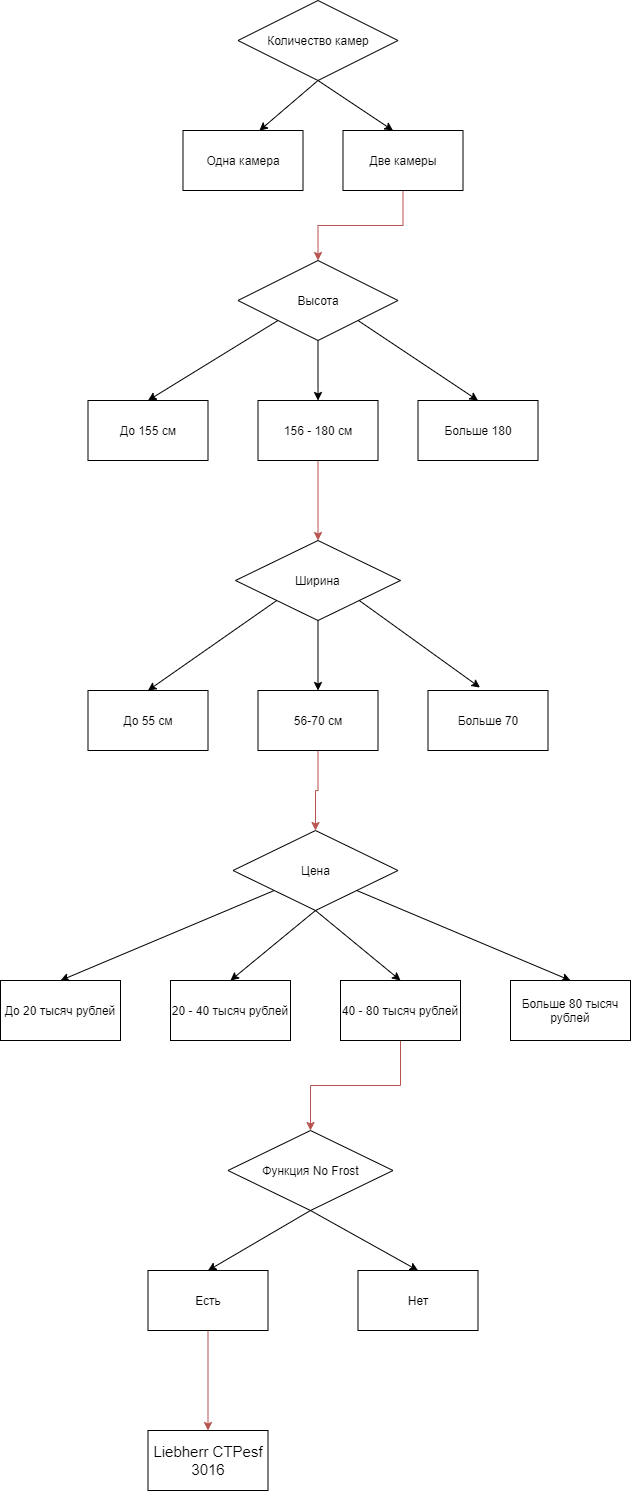 Количество камер
Одна камера
Две камеры
Высота
До 155 см
156 - 180 см
Больше 180
Ширина
До 55 см
56-70 см
Больше 70
Цена
До 20 тысяч рублей
20 - 40 тысяч рублей
40 - 80 тысяч рублей
Больше 80 тысяч
рублей
Функция No Frost
Есть
Нет
Liebherr CTPesf
3016